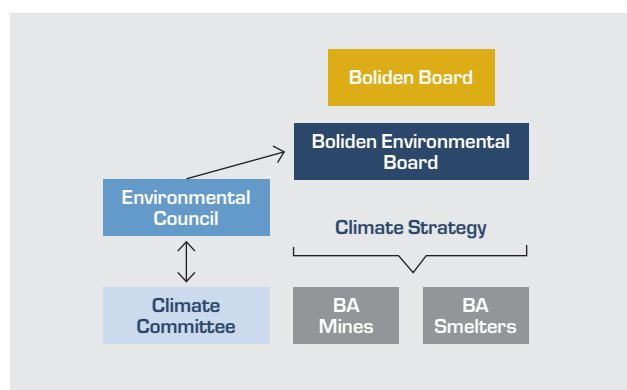 Boliden Board
Boliden Environmental
Board
Environmental
Council
Climate Strategy
Climate
Committee
BA
Mines
BA
Smelters